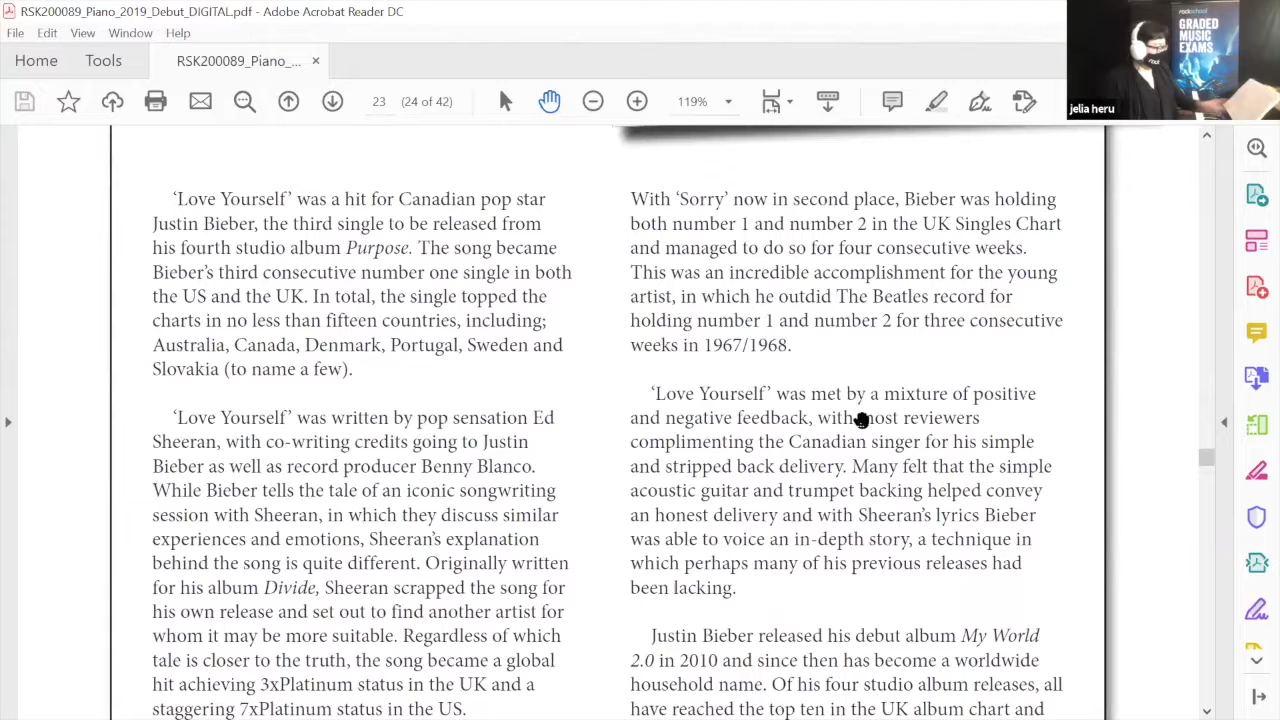 RSK200089_Piano_2019_Debut_DIGITAL.pdf - Adobe Acrobat Reader DC
File Edit View Window Help
Home Tools RSK200089_Piano_... ×
23 (24 of 42) 119%
rockschool
GRADED
MUSIC
EXAMS
jelia heru
‘Love Yourself’ was a hit for Canadian pop star
Justin Bieber, the third single to be released from
his fourth studio album Purpose. The song became
Bieber’s third consecutive number one single in both
the US and the UK. In total, the single topped the
charts in no less than fifteen countries, including;
Australia, Canada, Denmark, Portugal, Sweden and
Slovakia (to name a few).
‘Love Yourself’ was written by pop sensation Ed
Sheeran, with co-writing credits going to Justin
Bieber as well as record producer Benny Blanco.
While Bieber tells the tale of an iconic songwriting
session with Sheeran, in which they discuss similar
experiences and emotions, Sheeran’s explanation
behind the song is quite different. Originally written
for his album Divide, Sheeran scrapped the song for
his own release and set out to find another artist for
whom it may be more suitable. Regardless of which
tale is closer to the truth, the song became a global
hit achieving 3xPlatinum status in the UK and a
staggering 7xPlatinum status in the US.
With ‘Sorry’ now in second place, Bieber was holding
both number 1 and number 2 in the UK Singles Chart
and managed to do so for four consecutive weeks.
This was an incredible accomplishment for the young
artist, in which he outdid The Beatles record for
holding number 1 and number 2 for three consecutive
weeks in 1967/1968.
‘Love Yourself’ was met by a mixture of positive
and negative feedback, with most reviewers
complimenting the Canadian singer for his simple
and stripped back delivery. Many felt that the simple
acoustic guitar and trumpet backing helped convey
an honest delivery and with Sheeran’s lyrics Bieber
was able to voice an in-depth story, a technique in
which perhaps many of his previous releases had
been lacking.
Justin Bieber released his debut album My World
2.0 in 2010 and since then has become a worldwide
household name. Of his four studio album releases, all
have reached the top ten in the UK album chart and